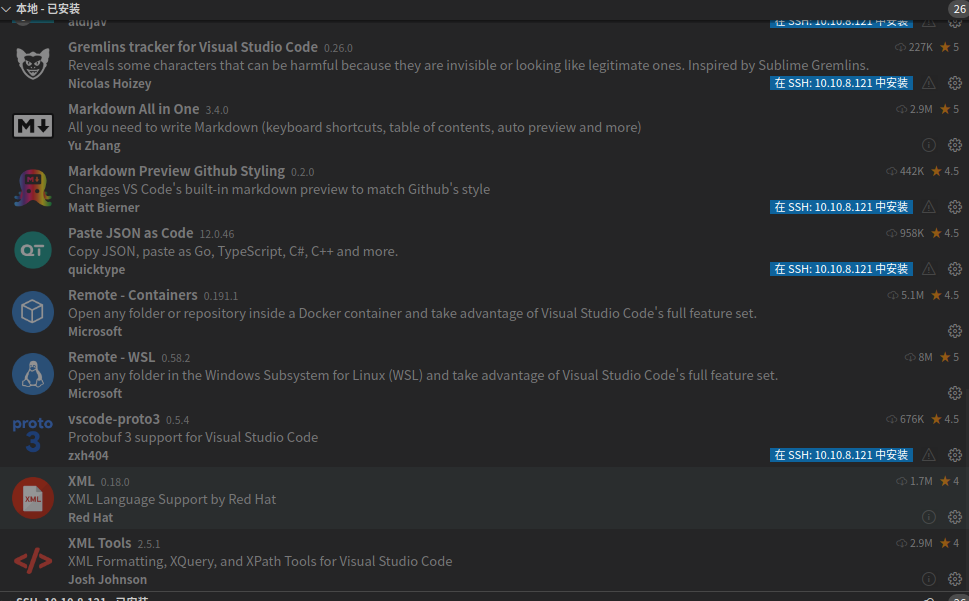 本地 - 已安装 26
aldijav 在 SSH: 10.10.8.121 中安装
Gremlins tracker for Visual Studio Code 0.26.0 227K 5
Reveals some characters that can be harmful because they are invisible or looking like legitimate ones. Inspired by Sublime Gremlins.
Nicolas Hoizey 在 SSH: 10.10.8.121 中安装
M↓ Markdown All in One 3.4.0 2.9M 5
All you need to write Markdown (keyboard shortcuts, table of contents, auto preview and more)
Yu Zhang
Markdown Preview Github Styling 0.2.0 442K 4.5
Changes VS Code's built-in markdown preview to match Github's style
Matt Bierner 在 SSH: 10.10.8.121 中安装
QT Paste JSON as Code 12.0.46 958K 4.5
Copy JSON, paste as Go, TypeScript, C#, C++ and more.
quicktype 在 SSH: 10.10.8.121 中安装
Remote - Containers 0.191.1 5.1M 4.5
Open any folder or repository inside a Docker container and take advantage of Visual Studio Code's full feature set.
Microsoft
Remote - WSL 0.58.2 8M 5
Open any folder in the Windows Subsystem for Linux (WSL) and take advantage of Visual Studio Code's full feature set.
Microsoft
proto 3 vscode-proto3 0.5.4 676K 4.5
Protobuf 3 support for Visual Studio Code
zxh404 在 SSH: 10.10.8.121 中安装
XML XML 0.18.0 1.7M 4
XML Language Support by Red Hat
Red Hat
</> XML Tools 2.5.1 2.9M 4
XML Formatting, XQuery, and XPath Tools for Visual Studio Code
Josh Johnson
SSH: 10.10.8.121 - 已安装 26